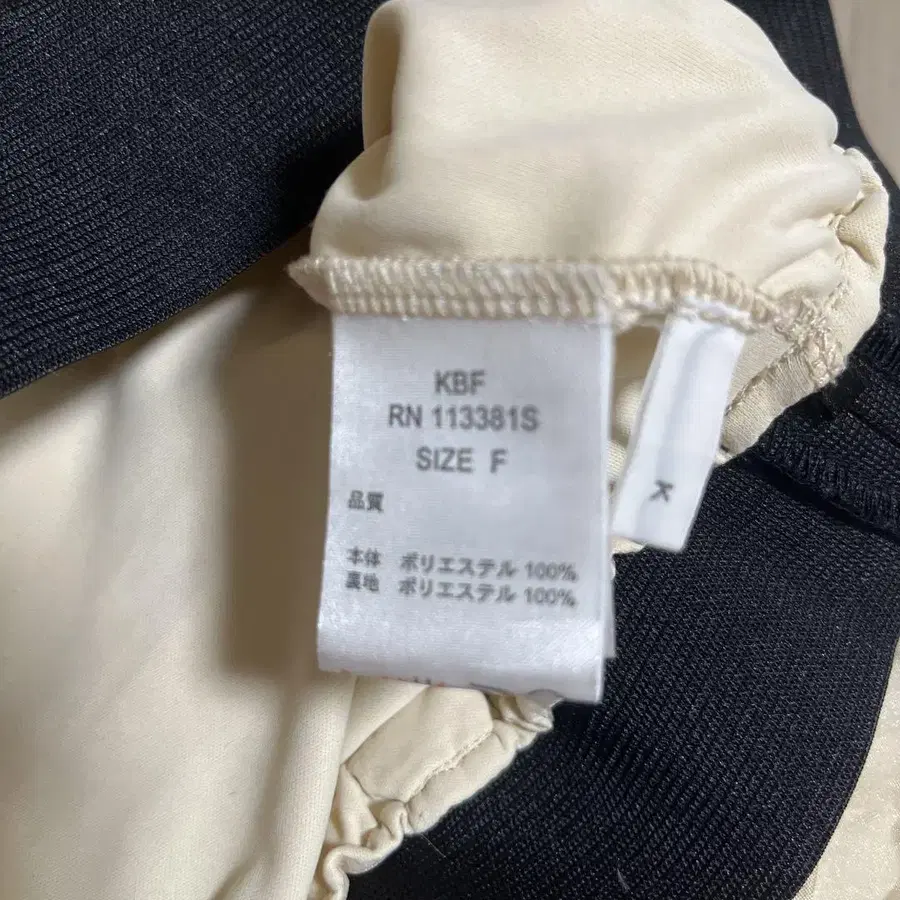 KBF
RN 113381S
SIZE F
品質
本体 ポリエステル 100%
裏地 ポリエステル 100%
K